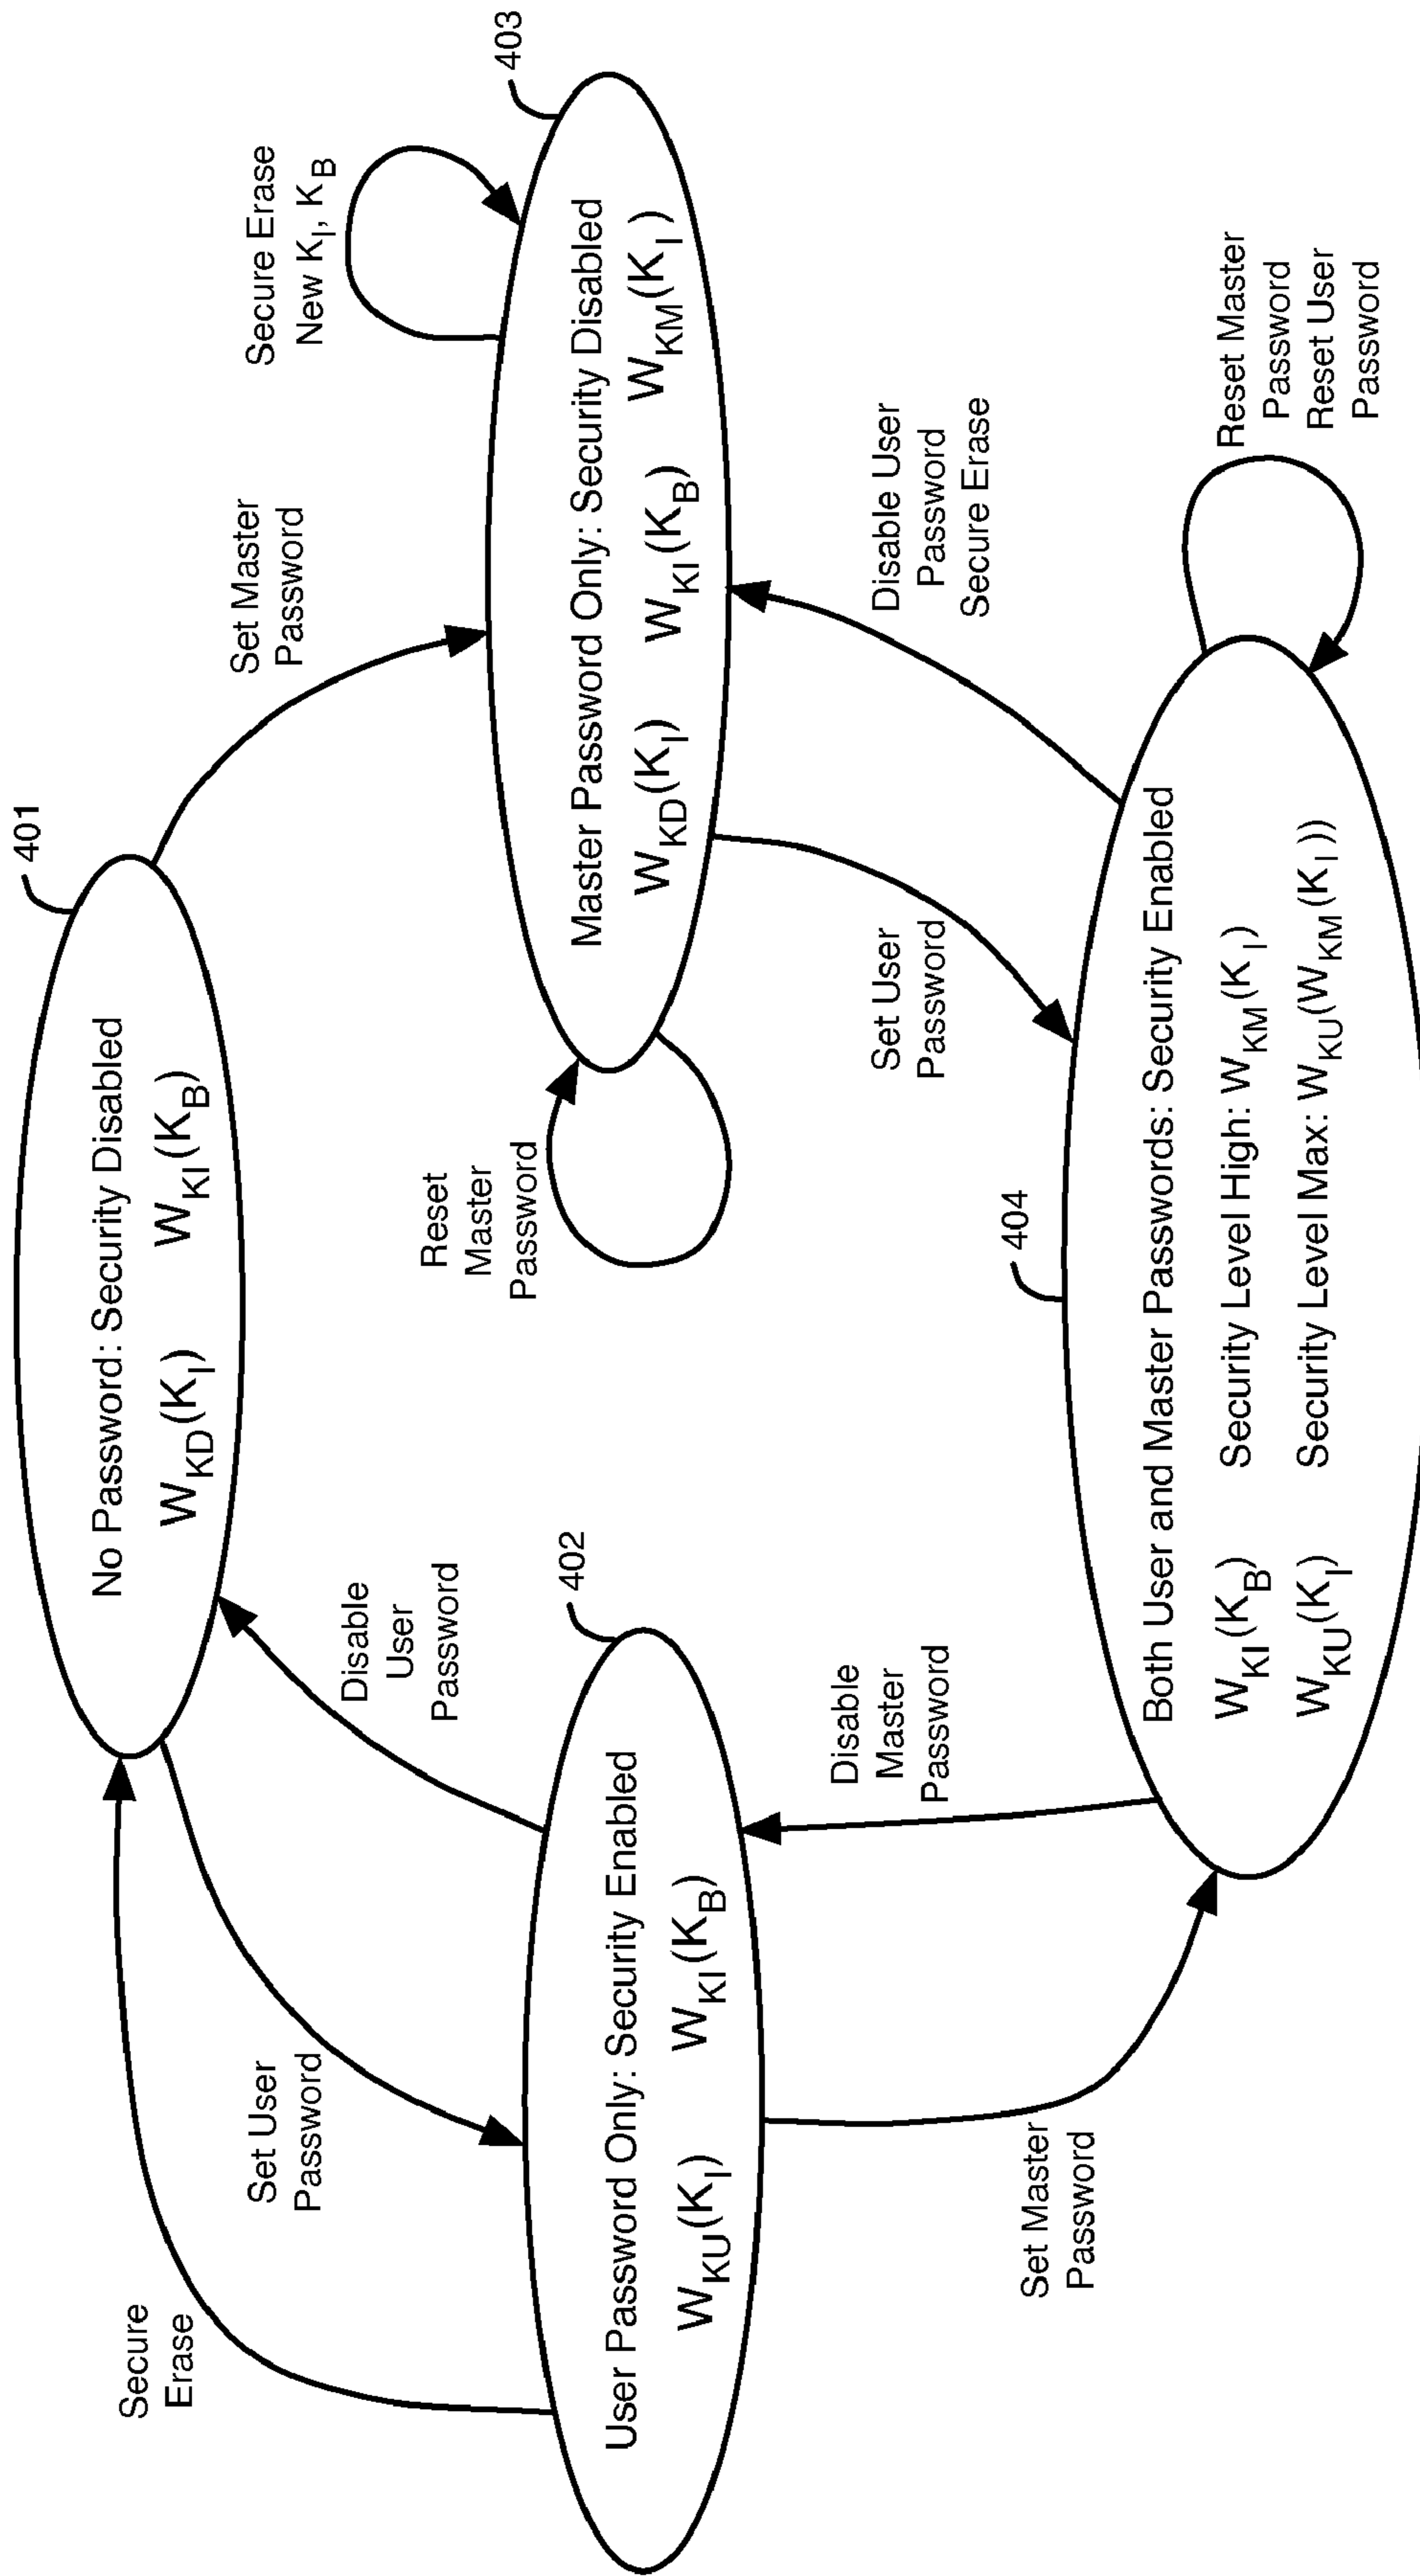 401
No Password: Security Disabled
W_KD(K_I) W_KI(K_B)
Secure
Erase
Set User
Password
Disable
User
Password
Set Master
Password
Secure Erase
New K_I, K_B
403
Master Password Only: Security Disabled
W_KD(K_I) W_KI(K_B) W_KM(K_I)
Reset
Master
Password
402
User Password Only: Security Enabled
W_KU(K_I) W_KI(K_B)
Disable
Master
Password
Set User
Password
Disable User
Password
Secure Erase
Set Master
Password
404
Both User and Master Passwords: Security Enabled
W_KI(K_B) Security Level High: W_KM(K_I)
W_KU(K_I) Security Level Max: W_KU(W_KM(K_I))
Reset Master
Password
Reset User
Password